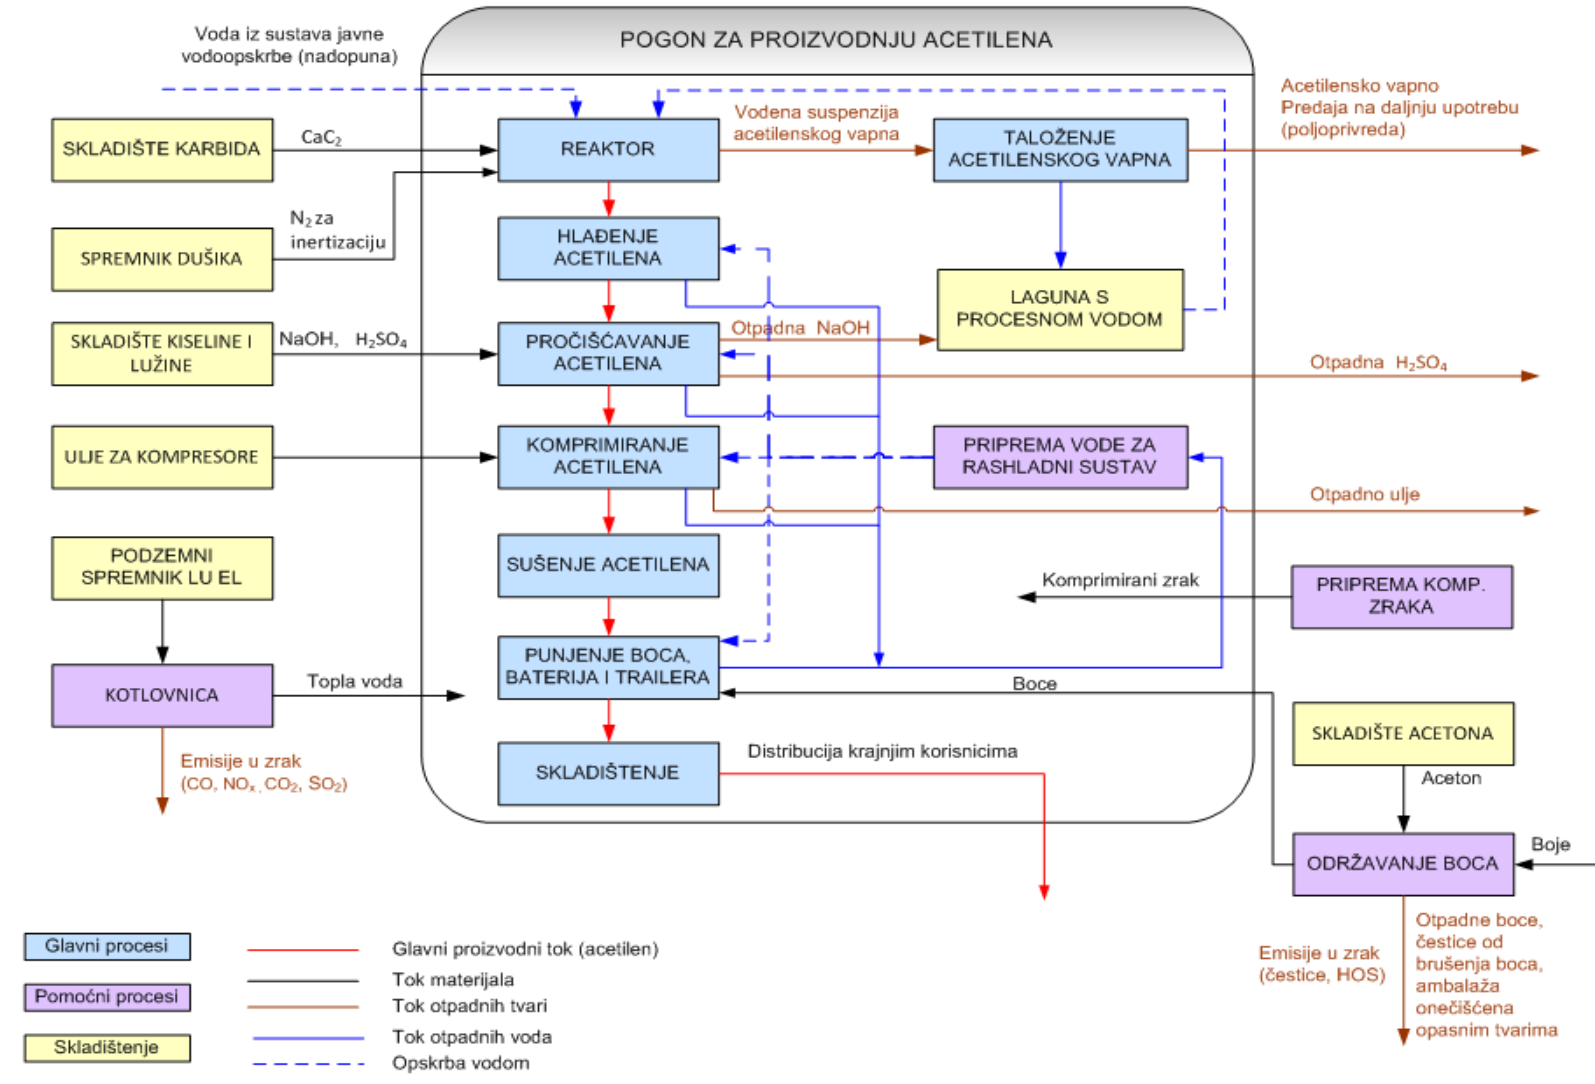 Voda iz sustava javne
vodoopskrbe (nadopuna)
POGON ZA PROIZVODNJU ACETILENA
Acetilensko vapno
Predaja na daljnju upotrebu
(poljoprivreda)
SKLADIŠTE KARBIDA
CaC₂
REAKTOR
Vodena suspenzija
acetilenskog vapna
TALOŽENJE
ACETILENSKOG VAPNA
SPREMNIK DUŠIKA
N₂ za
inertizaciju
HLAĐENJE
ACETILENA
LAGUNA S
PROCESNOM VODOM
SKLADIŠTE KISELINE I
LUŽINE
NaOH, H₂SO₄
PROČIŠĆAVANJE
ACETILENA
Otpadna NaOH
Otpadna H₂SO₄
ULJE ZA KOMPRESORE
KOMPRIMIRANJE
ACETILENA
PRIPREMA VODE ZA
RASHLADNI SUSTAV
Otpadno ulje
PODZEMNI
SPREMNIK LU EL
SUŠENJE ACETILENA
Komprimirani zrak
PRIPREMA KOMP.
ZRAKA
KOTLOVNICA
Topla voda
PUNJENJE BOCA,
BATERIJA I TRAILERA
Boce
SKLADIŠTE ACETONA
Emisije u zrak
(CO, NOₓ, CO₂, SO₂)
SKLADIŠTENJE
Distribucija krajnjim korisnicima
Aceton
ODRŽAVANJE BOCA
Boje
Emisije u zrak
(čestice, HOS)
Otpadne boce,
čestice od
brušenja boca,
ambalaža
onečišćena
opasnim tvarima
Glavni procesi
Pomoćni procesi
Skladištenje
Glavni proizvodni tok (acetilen)
Tok materijala
Tok otpadnih tvari
Tok otpadnih voda
Opskrba vodom